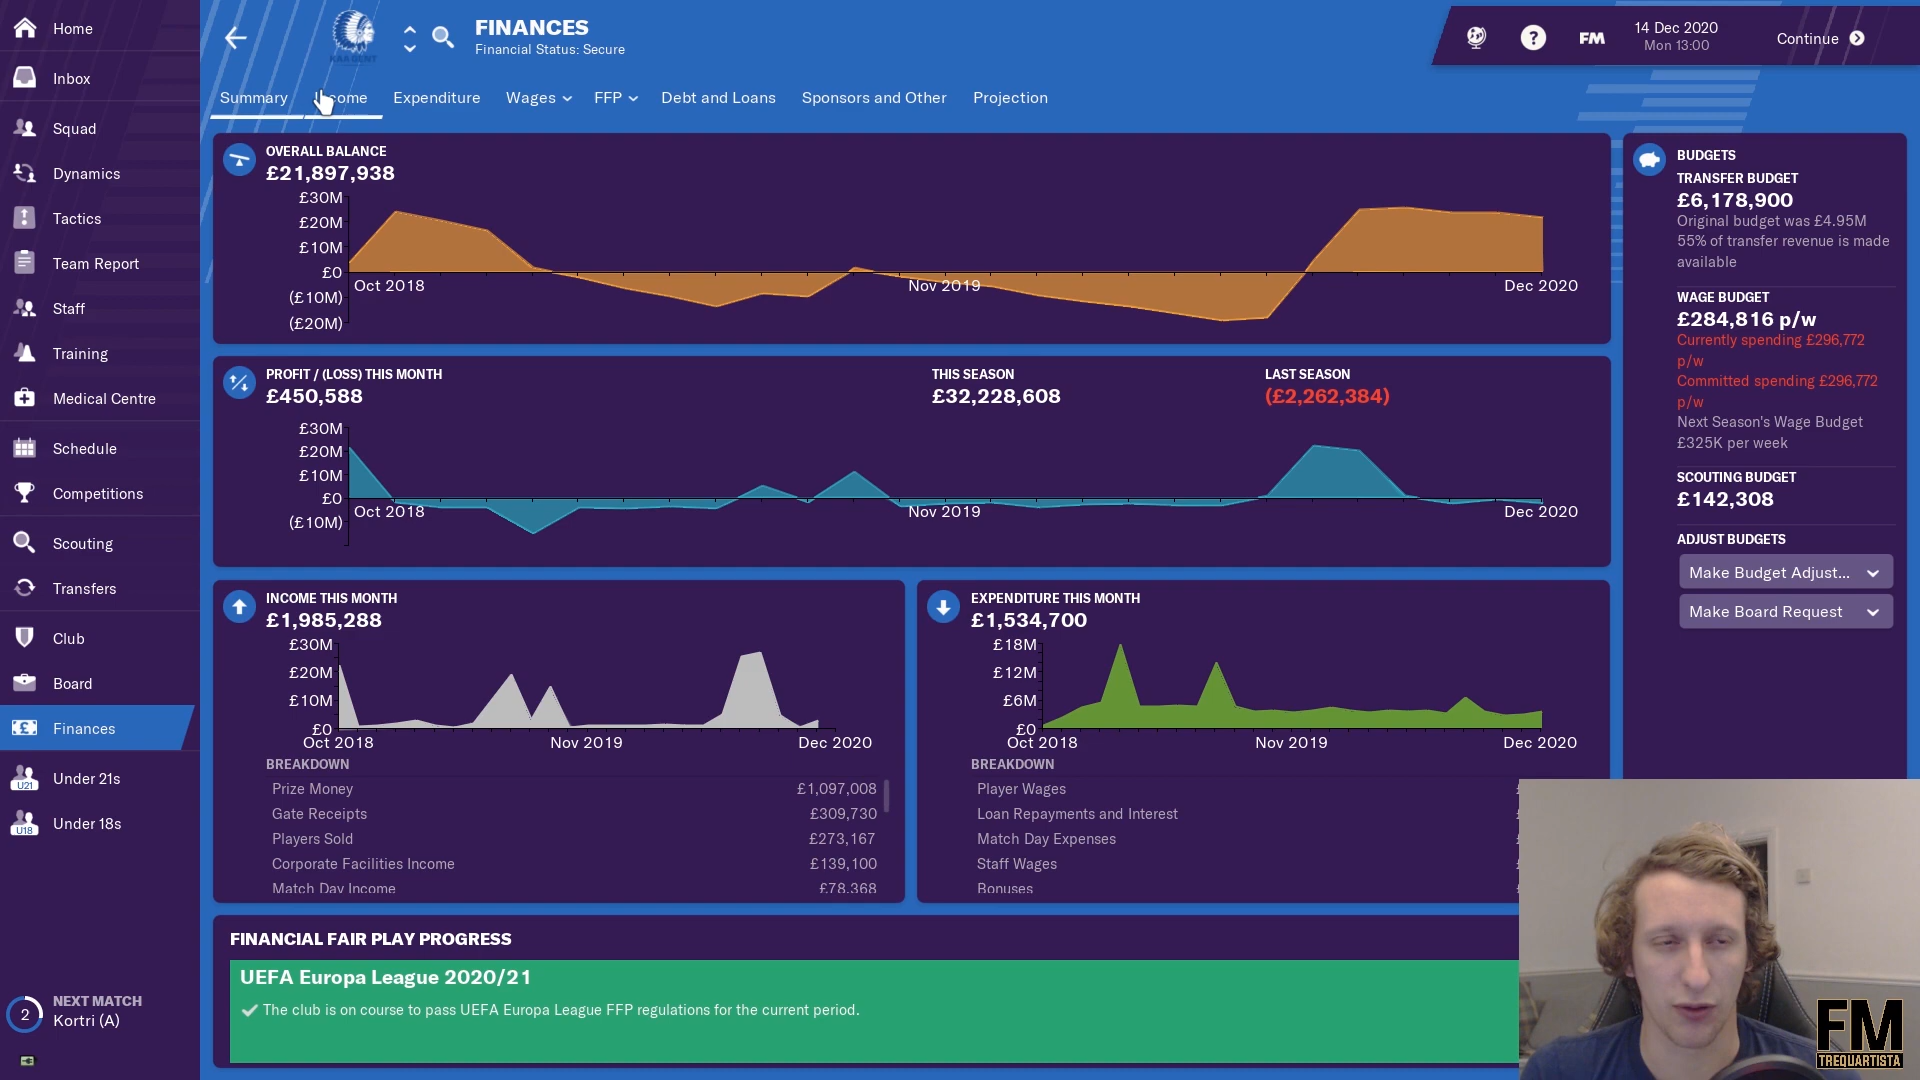 Home
Inbox
Squad
Dynamics
Tactics
Team Report
Staff
Training
Medical Centre
Schedule
Competitions
Scouting
Transfers
Club
Board
Finances
Under 21s
U21
Under 18s
U18
2
NEXT MATCH
Kortri (A)
KAA GENT
FINANCES
Financial Status: Secure
?
FM
14 Dec 2020
Mon 13:00
Continue
Summary
Expenditure
Wages
FFP
Debt and Loans
Sponsors and Other
Projection
OVERALL BALANCE
£21,897,938
£30M
£20M
£10M
£0
(£10M)
(£20M)
Oct 2018
Nov 2019
Dec 2020
PROFIT / (LOSS) THIS MONTH
£450,588
THIS SEASON
£32,228,608
LAST SEASON
(£2,262,384)
£30M
£20M
£10M
£0
(£10M)
Oct 2018
Nov 2019
Dec 2020
INCOME THIS MONTH
£1,985,288
£30M
£20M
£10M
£0
Oct 2018
Nov 2019
Dec 2020
BREAKDOWN
Prize Money £1,097,008
Gate Receipts £309,730
Players Sold £273,167
Corporate Facilities Income £139,100
Match Day Income £78,368
EXPENDITURE THIS MONTH
£1,534,700
£18M
£12M
£6M
£0
Oct 2018
Nov 2019
Dec 2020
BREAKDOWN
Player Wages
Loan Repayments and Interest
Match Day Expenses
Staff Wages
Bonuses
FINANCIAL FAIR PLAY PROGRESS
UEFA Europa League 2020/21
The club is on course to pass UEFA Europa League FFP regulations for the current period.
BUDGETS
TRANSFER BUDGET
£6,178,900
Original budget was £4.95M
55% of transfer revenue is made
available
WAGE BUDGET
£284,816 p/w
Currently spending £296,772
p/w
Committed spending £296,772
p/w
Next Season's Wage Budget
£325K per week
SCOUTING BUDGET
£142,308
ADJUST BUDGETS
Make Budget Adjust...
Make Board Request
FM
TREQUARTISTA